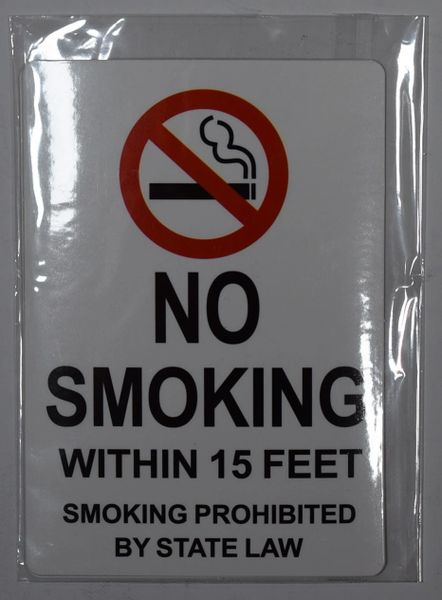 NO
SMOKING
WITHIN 15 FEET
SMOKING PROHIBITED
BY STATE LAW